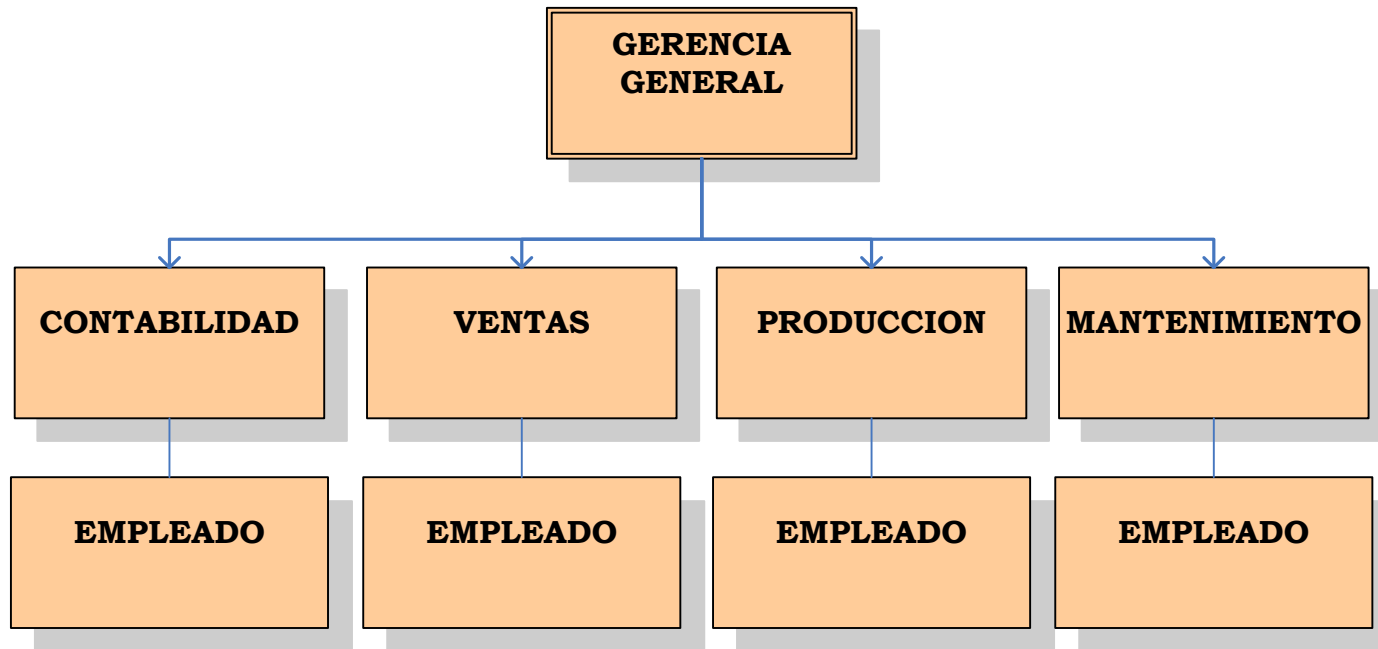 GERENCIA
GENERAL
CONTABILIDAD
VENTAS
PRODUCCION
MANTENIMIENTO
EMPLEADO
EMPLEADO
EMPLEADO
EMPLEADO